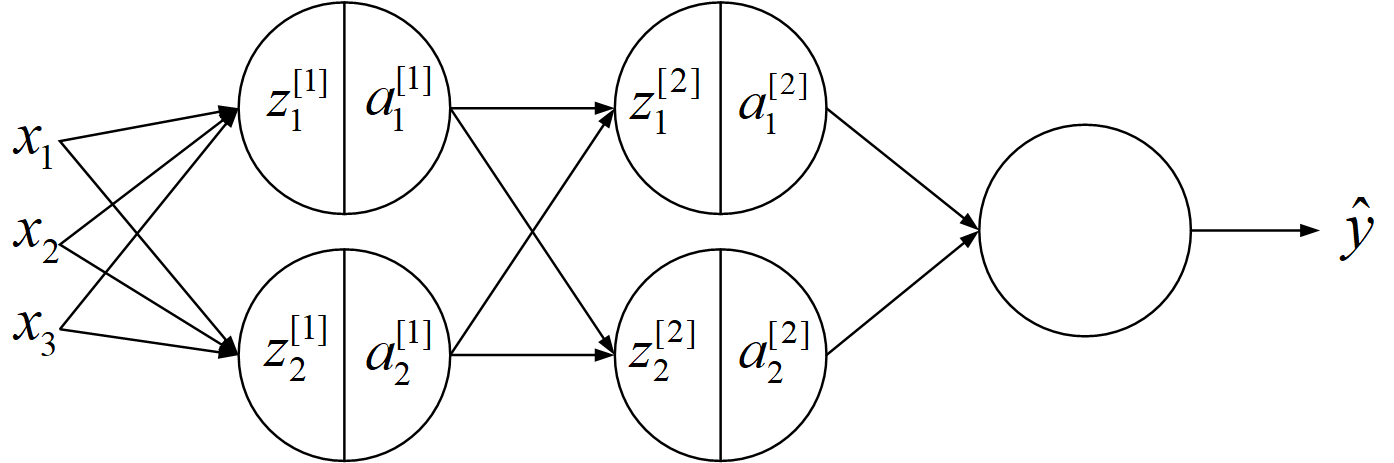 x₁
x₂
x₃
z₁^[1] a₁^[1]
z₂^[1] a₂^[1]
z₁^[2] a₁^[2]
z₂^[2] a₂^[2]
ŷ